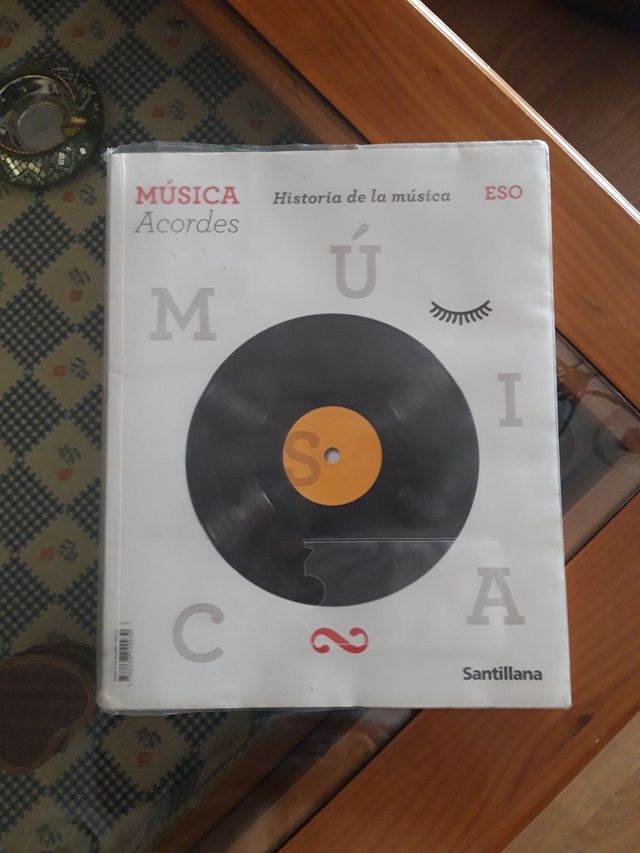 MÚSICA
Acordes
Historia de la música
ESO
M Ú
S I
C A
Santillana